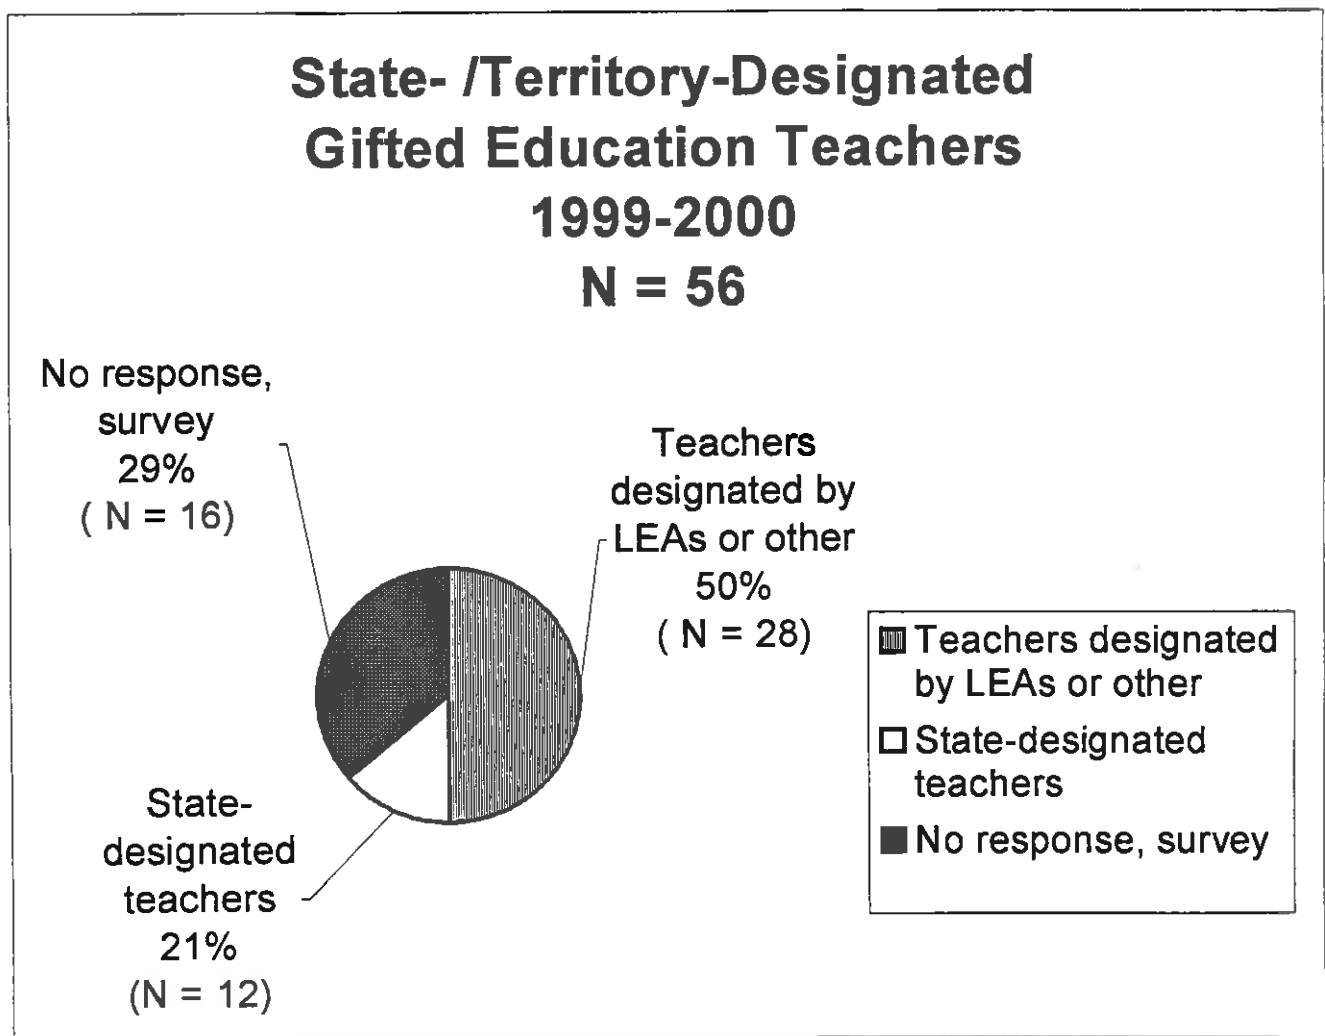 State- /Territory-Designated
Gifted Education Teachers
1999-2000
N = 56
No response,
survey
29%
( N = 16)
Teachers
designated by
LEAs or other
50%
( N = 28)
State-
designated
teachers
21%
(N = 12)
Teachers designated
by LEAs or other
State-designated
teachers
No response, survey